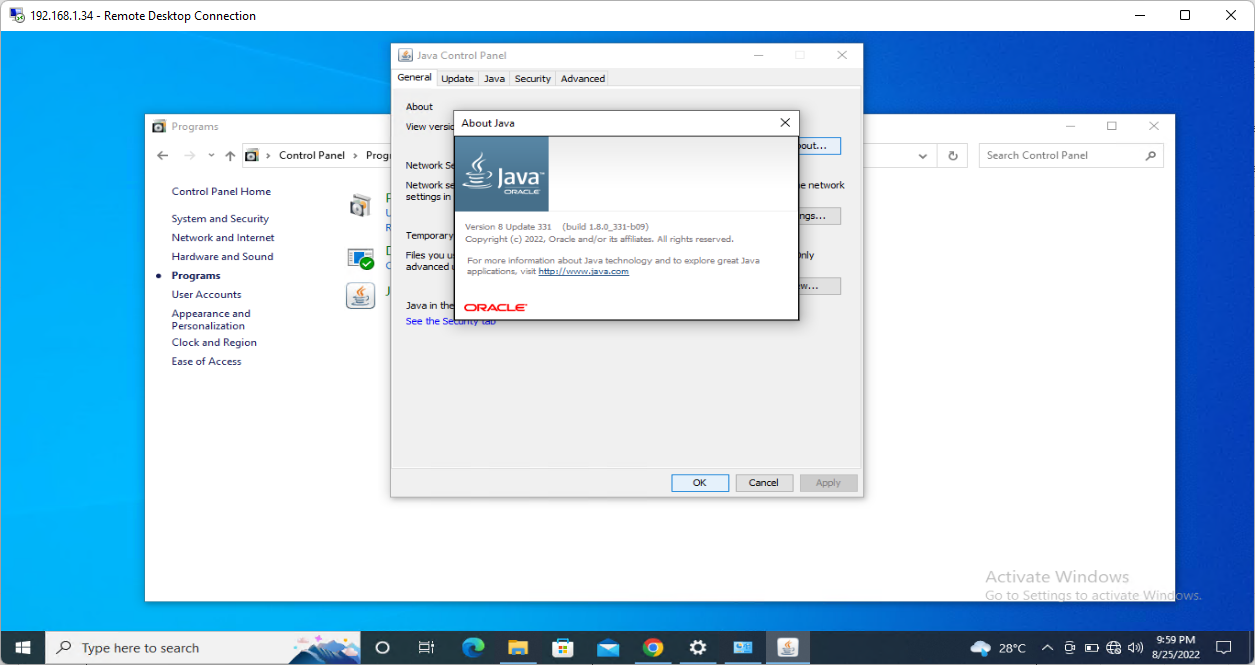 192.168.1.34 - Remote Desktop Connection
Java Control Panel
General Update Java Security Advanced
About
View versio
About Java
out...
Java™
ORACLE
Version 8 Update 331 (build 1.8.0_331-b09)
Copyright (c) 2022, Oracle and/or its affiliates. All rights reserved.
For more information about Java technology and to explore great Java
applications, visit http://www.java.com
ORACLE
Network Se
Network se
e network
settings in
ngs...
Temporary
Files you us
nly
advanced u
w...
Java in the
See the Security tab
OK Cancel Apply
Programs
Control Panel › Progr
Search Control Panel
Control Panel Home
System and Security
Network and Internet
Hardware and Sound
Programs
User Accounts
Appearance and
Personalization
Clock and Region
Ease of Access
Activate Windows
Go to Settings to activate Windows.
Type here to search
28°C
9:59 PM
8/25/2022